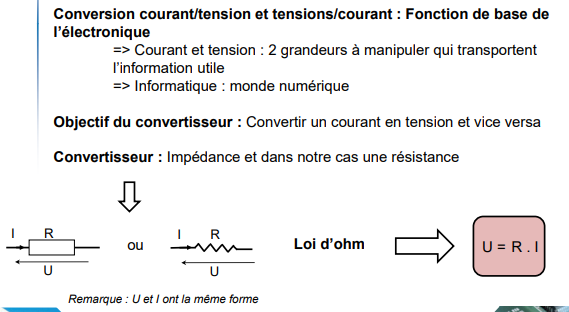 Conversion courant/tension et tensions/courant : Fonction de base de
l'électronique
=> Courant et tension : 2 grandeurs à manipuler qui transportent
l'information utile
=> Informatique : monde numérique
Objectif du convertisseur : Convertir un courant en tension et vice versa
Convertisseur : Impédance et dans notre cas une résistance
I R
U
ou
I R
U
Loi d'ohm
U = R . I
Remarque : U et I ont la même forme